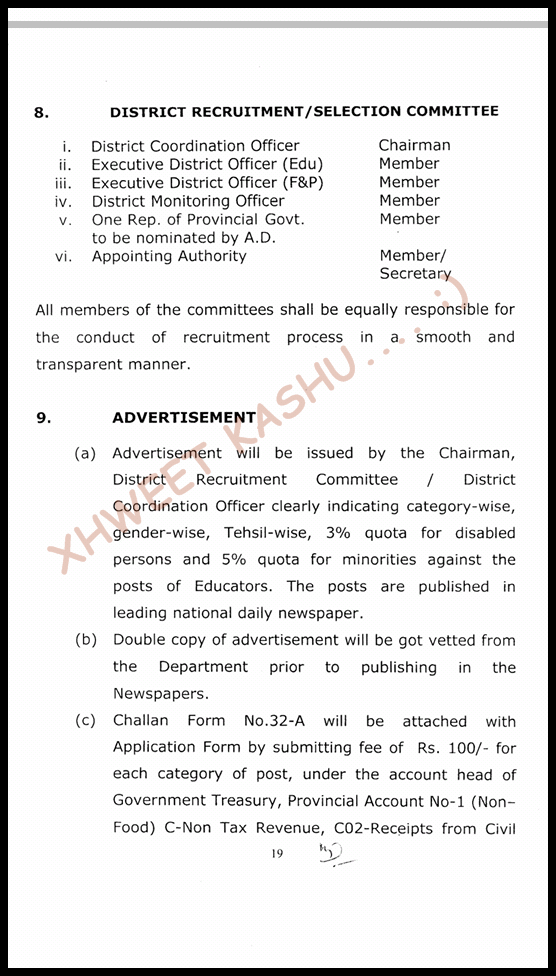 8. DISTRICT RECRUITMENT/SELECTION COMMITTEE
i. District Coordination Officer Chairman
ii. Executive District Officer (Edu) Member
iii. Executive District Officer (F&P) Member
iv. District Monitoring Officer Member
v. One Rep. of Provincial Govt. Member
to be nominated by A.D.
vi. Appointing Authority Member/
Secretary
All members of the committees shall be equally responsible for
the conduct of recruitment process in a smooth and
transparent manner.
XHWEET KASHU.... :)
9. ADVERTISEMENT
(a) Advertisement will be issued by the Chairman,
District Recruitment Committee / District
Coordination Officer clearly indicating category-wise,
gender-wise, Tehsil-wise, 3% quota for disabled
persons and 5% quota for minorities against the
posts of Educators. The posts are published in
leading national daily newspaper.
(b) Double copy of advertisement will be got vetted from
the Department prior to publishing in the
Newspapers.
(c) Challan Form No.32-A will be attached with
Application Form by submitting fee of Rs. 100/- for
each category of post, under the account head of
Government Treasury, Provincial Account No-1 (Non–
Food) C-Non Tax Revenue, C02-Receipts from Civil
19